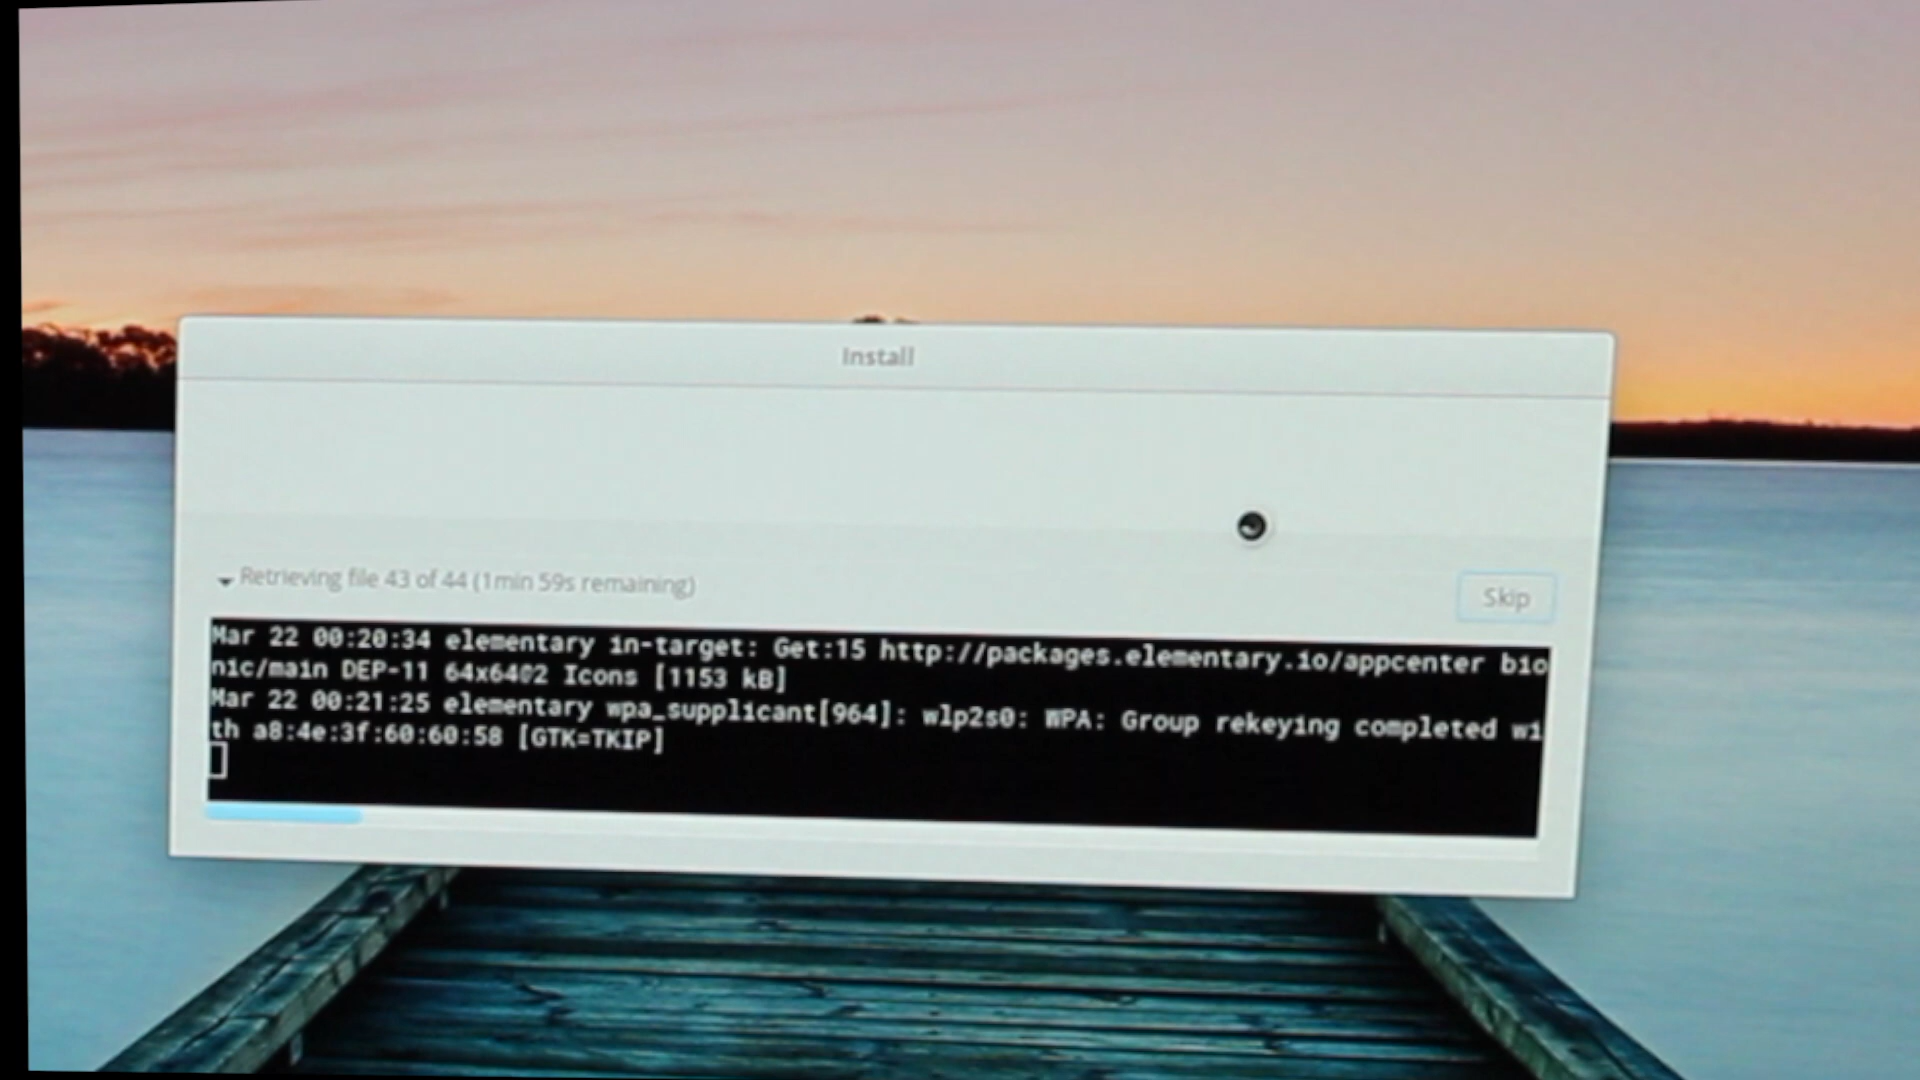 Install
Retrieving file 43 of 44 (1min 59s remaining)
Skip
Mar 22 00:20:34 elementary in-target: Get:15 http://packages.elementary.io/appcenter bio
nic/main DEP-11 64x64@2 Icons [1153 kB]
Mar 22 00:21:25 elementary wpa_supplicant[964]: wlp2s0: WPA: Group rekeying completed wi
th a8:4e:3f:60:60:58 [GTK=TKIP]